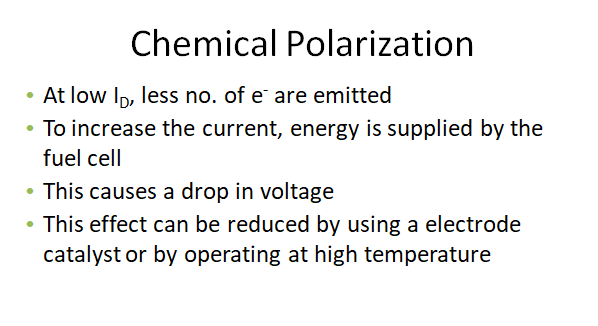 Chemical Polarization
• At low I_D, less no. of e⁻ are emitted
• To increase the current, energy is supplied by the
fuel cell
• This causes a drop in voltage
• This effect can be reduced by using a electrode
catalyst or by operating at high temperature